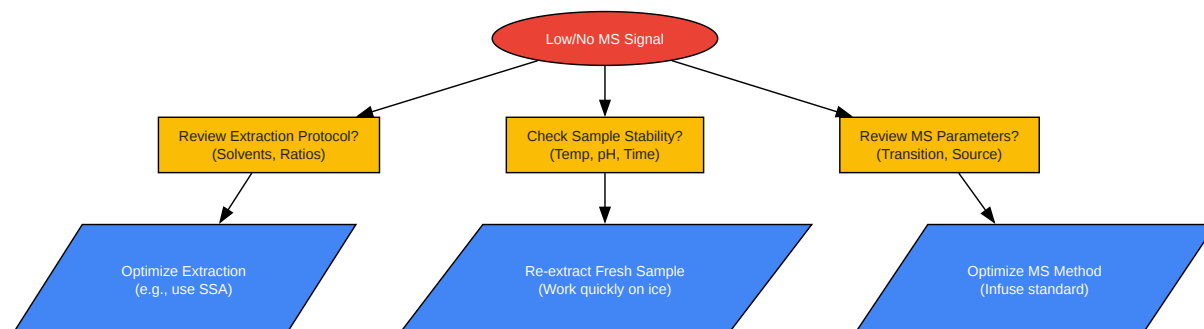 Low/No MS Signal
Review Extraction Protocol?
(Solvents, Ratios)
Check Sample Stability?
(Temp, pH, Time)
Review MS Parameters?
(Transition, Source)
Optimize Extraction
(e.g., use SSA)
Re-extract Fresh Sample
(Work quickly on ice)
Optimize MS Method
(Infuse standard)